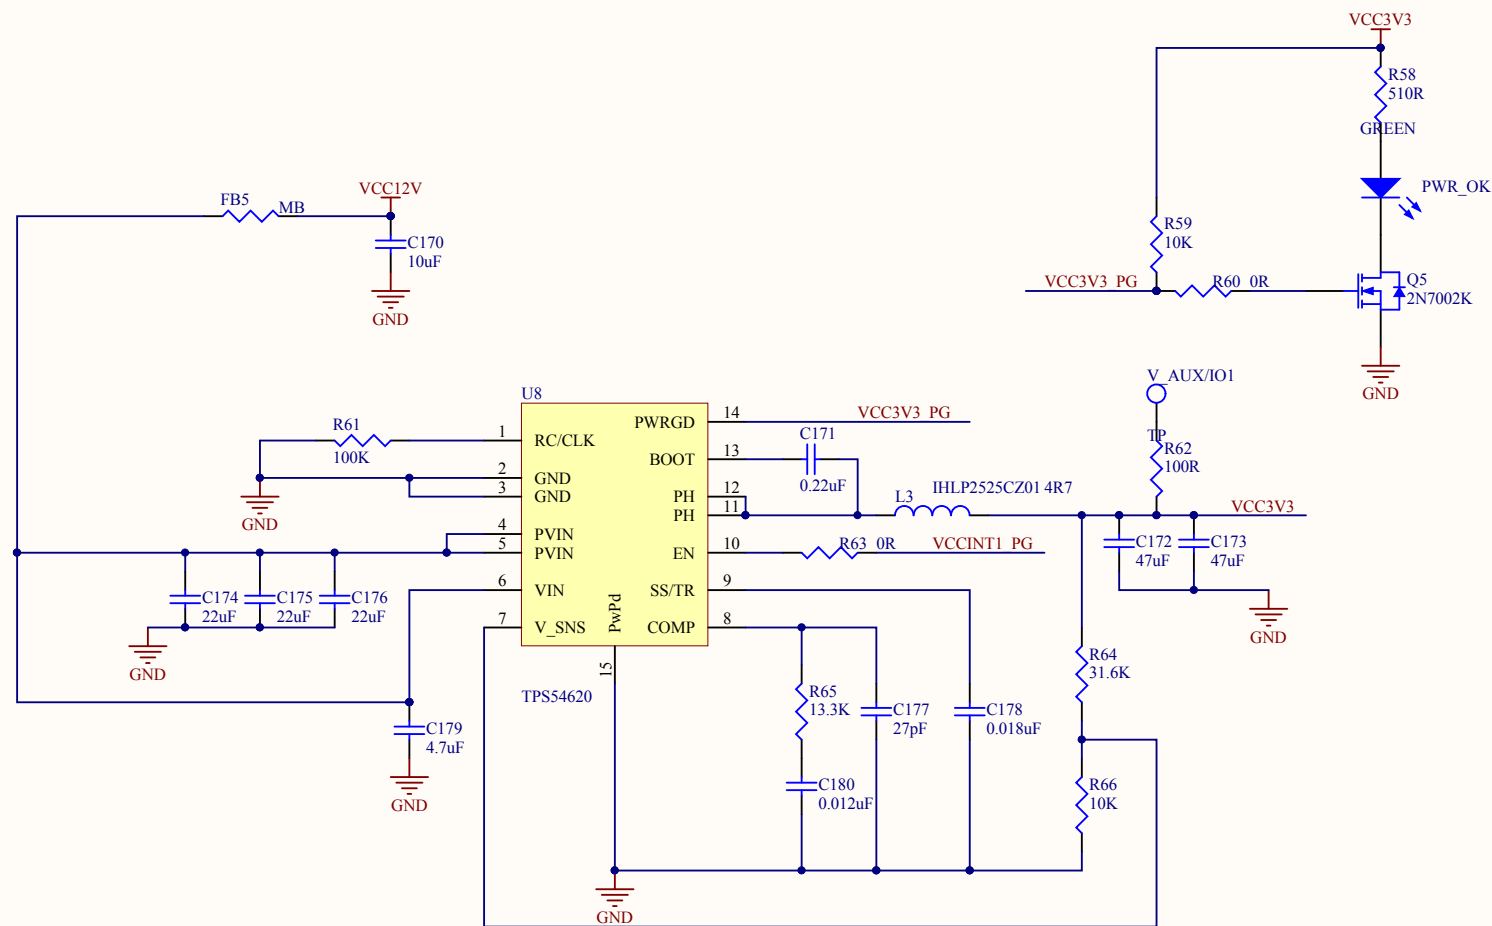 VCC3V3
R58
510R
GREEN
PWR_OK
FB5
MB
VCC12V
C170
10uF
GND
R59
10K
VCC3V3_PG
R60 0R
Q5
2N7002K
GND
V_AUX/IO1
TP
R62
100R
U8
R61
100K
GND
1
RC/CLK
2
GND
3
GND
4
PVIN
5
PVIN
6
VIN
7
V_SNS
PwPd
15
PWRGD
14
VCC3V3_PG
BOOT
13
C171
0.22uF
PH
12
PH
11
L3
IHLP2525CZ01 4R7
VCC3V3
EN
10
R63 0R
VCCINT1_PG
SS/TR
9
COMP
8
TPS54620
C172
47uF
C173
47uF
GND
C174
22uF
C175
22uF
C176
22uF
GND
C179
4.7uF
GND
R65
13.3K
C177
27pF
C178
0.018uF
R64
31.6K
C180
0.012uF
R66
10K
GND